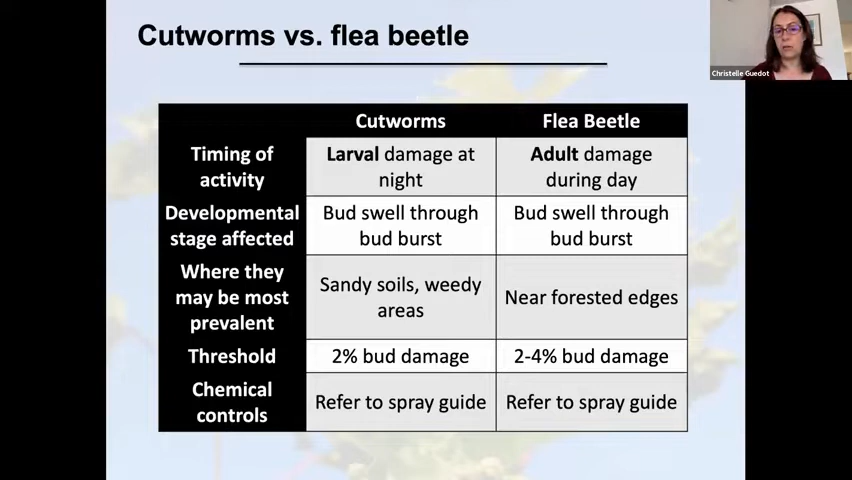 Cutworms vs. flea beetle
Christelle Guedot
Cutworms Flea Beetle
Timing of activity
Larval damage at night
Adult damage during day
Developmental stage affected
Bud swell through bud burst
Bud swell through bud burst
Where they may be most prevalent
Sandy soils, weedy areas
Near forested edges
Threshold
2% bud damage
2-4% bud damage
Chemical controls
Refer to spray guide
Refer to spray guide